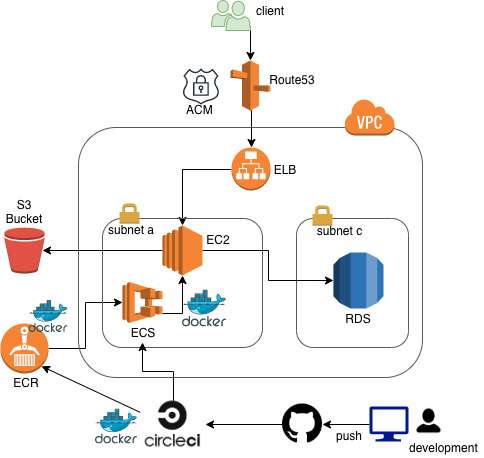 client
Route53
ACM
VPC
ELB
S3
Bucket
subnet a
subnet c
EC2
RDS
docker
docker
ECS
ECR
docker
circleci
push
development